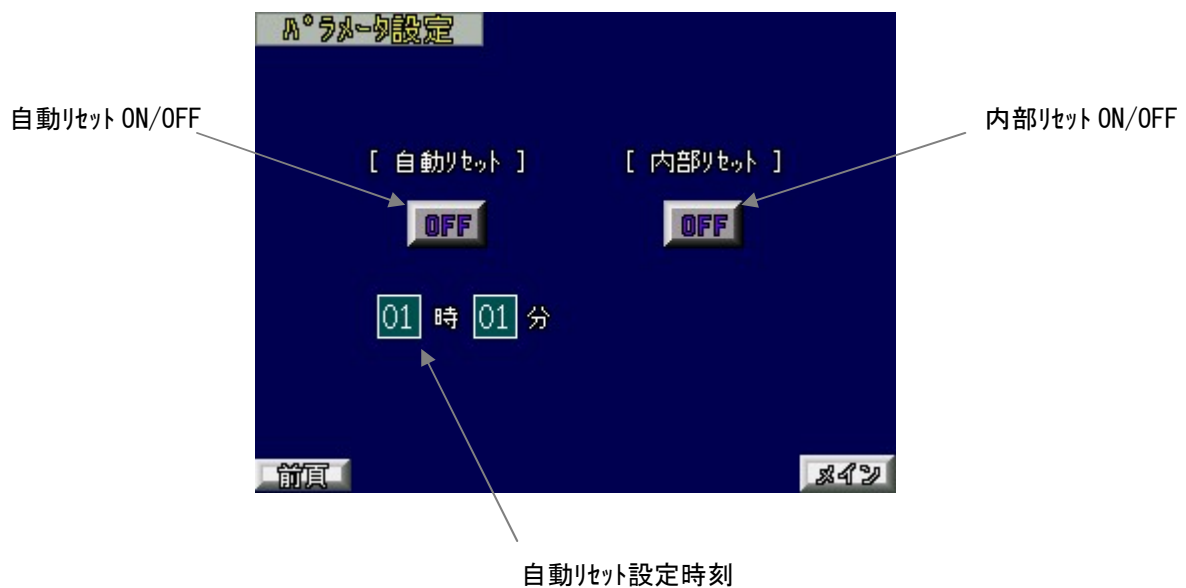 パラメータ設定
自動リセット ON/OFF
内部リセット ON/OFF
[ 自動リセット ]
[ 内部リセット ]
OFF
OFF
01 時 01 分
前頁
メイン
自動リセット設定時刻